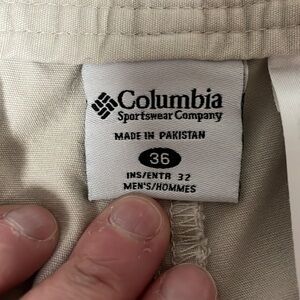 Columbia
Sportswear Company
MADE IN PAKISTAN
36
INS/ENTR 32
MEN'S/HOMMES